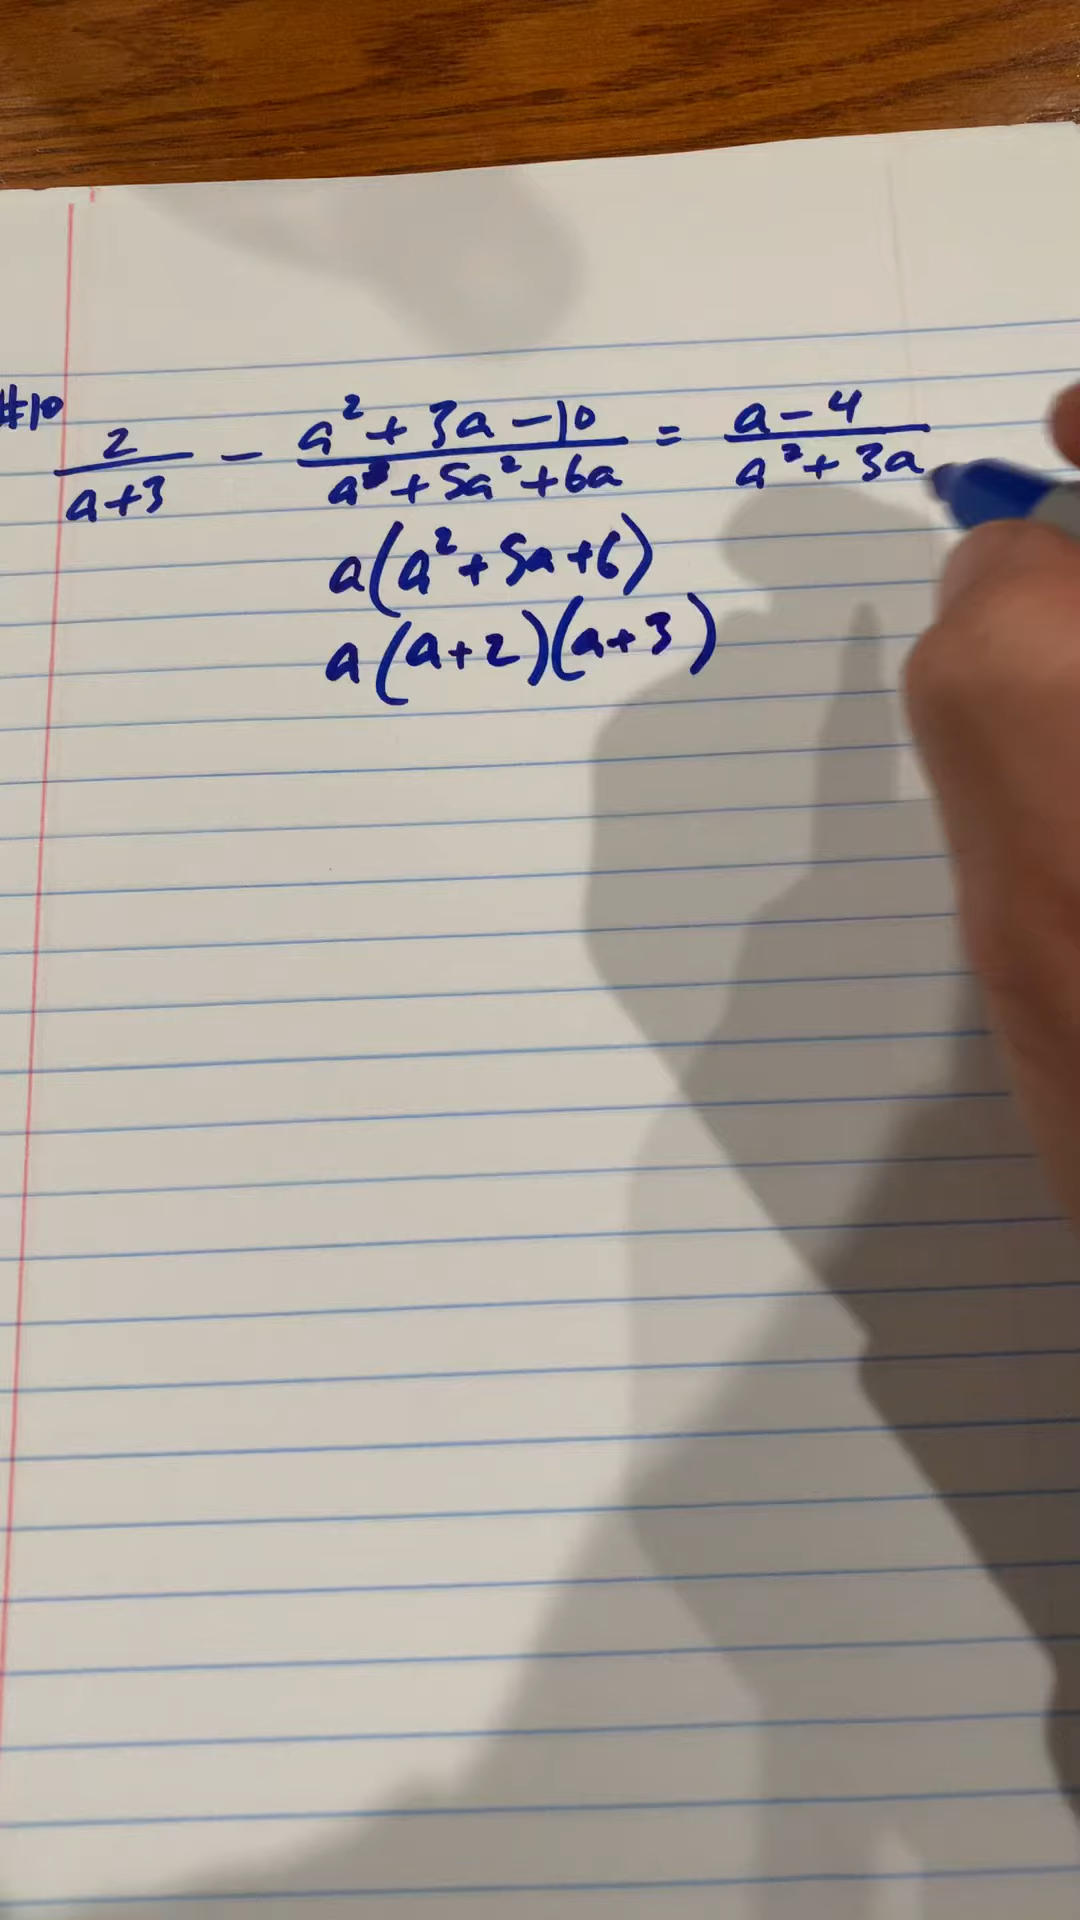 #10
2/(a+3) - (a² + 3a - 10)/(a³ + 5a² + 6a) = (a - 4)/(a² + 3a)
a(a² + 5a + 6)
a(a + 2)(a + 3)